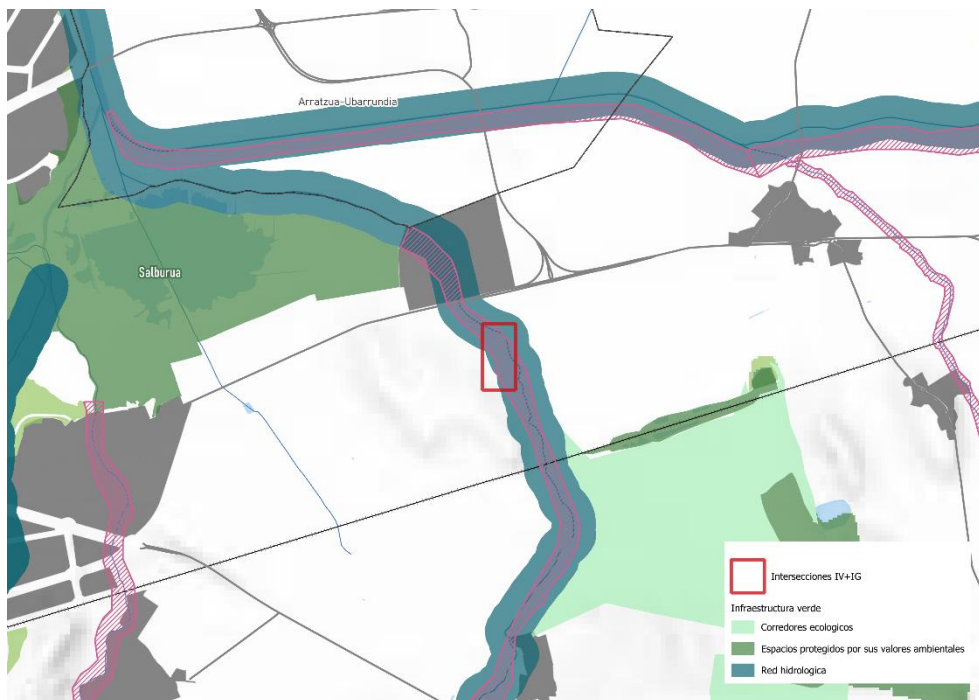 Arratzua-Ubarrundia
Salburua
Intersecciones IV+IG
Infraestructura verde
Corredores ecologicos
Espacios protegidos por sus valores ambientales
Red hidrologica